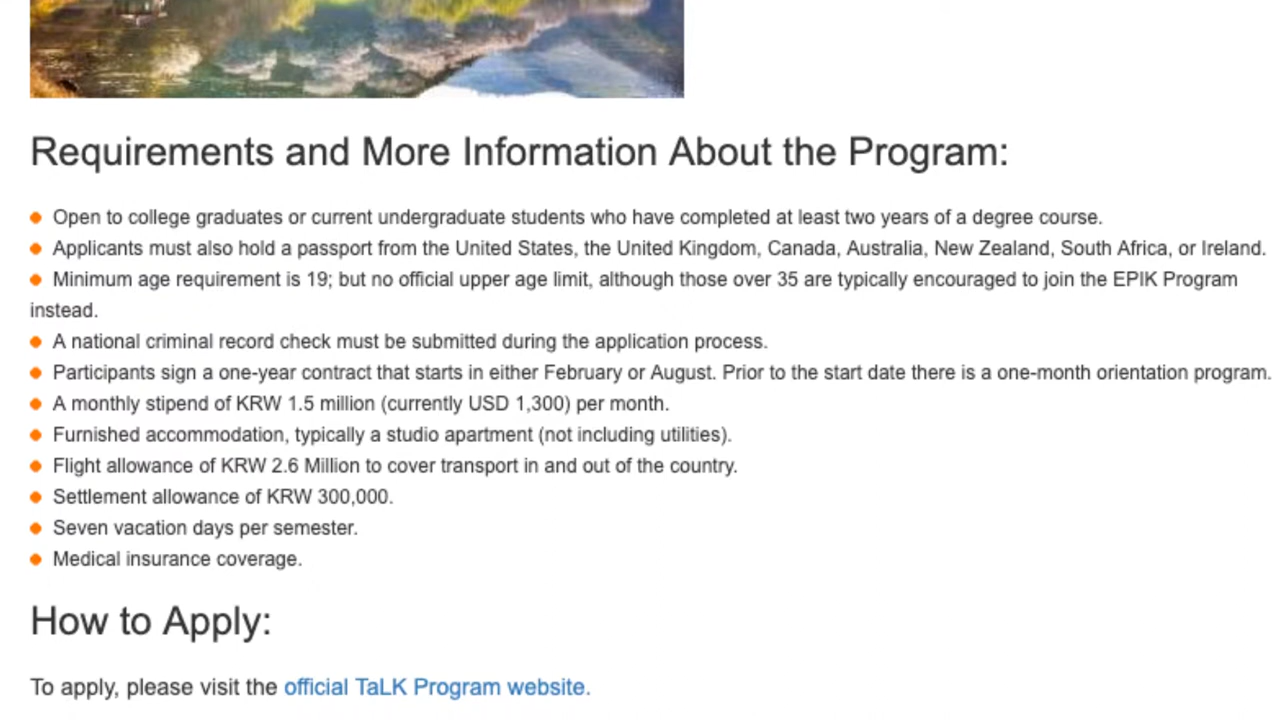 Requirements and More Information About the Program:
Open to college graduates or current undergraduate students who have completed at least two years of a degree course.
Applicants must also hold a passport from the United States, the United Kingdom, Canada, Australia, New Zealand, South Africa, or Ireland.
Minimum age requirement is 19; but no official upper age limit, although those over 35 are typically encouraged to join the EPIK Program
instead.
A national criminal record check must be submitted during the application process.
Participants sign a one-year contract that starts in either February or August. Prior to the start date there is a one-month orientation program.
A monthly stipend of KRW 1.5 million (currently USD 1,300) per month.
Furnished accommodation, typically a studio apartment (not including utilities).
Flight allowance of KRW 2.6 Million to cover transport in and out of the country.
Settlement allowance of KRW 300,000.
Seven vacation days per semester.
Medical insurance coverage.
How to Apply:
To apply, please visit the official TaLK Program website.